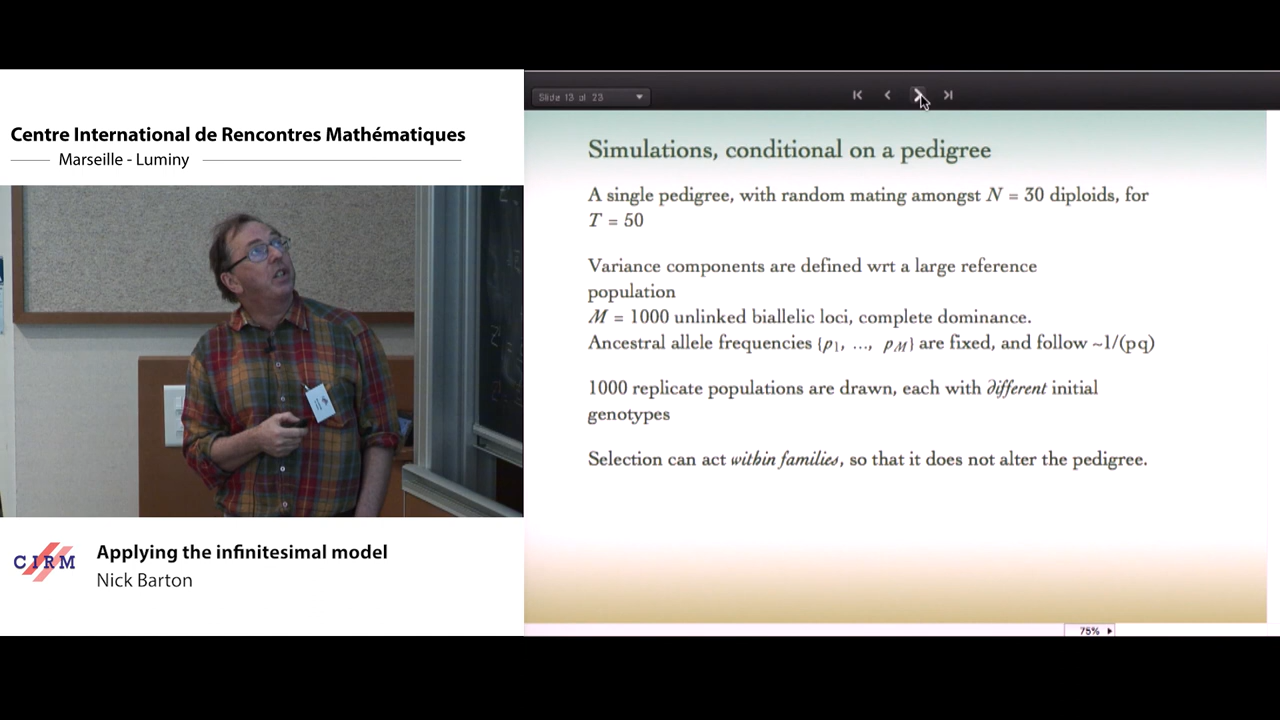 Centre International de Rencontres Mathématiques
Marseille - Luminy
CIRM
Applying the infinitesimal model
Nick Barton
Slide 13 of 23
Simulations, conditional on a pedigree
A single pedigree, with random mating amongst N = 30 diploids, for
T = 50
Variance components are defined wrt a large reference
population
M = 1000 unlinked biallelic loci, complete dominance.
Ancestral allele frequencies {p₁, ..., p_M} are fixed, and follow ~1/(pq)
1000 replicate populations are drawn, each with different initial
genotypes
Selection can act within families, so that it does not alter the pedigree.
75%